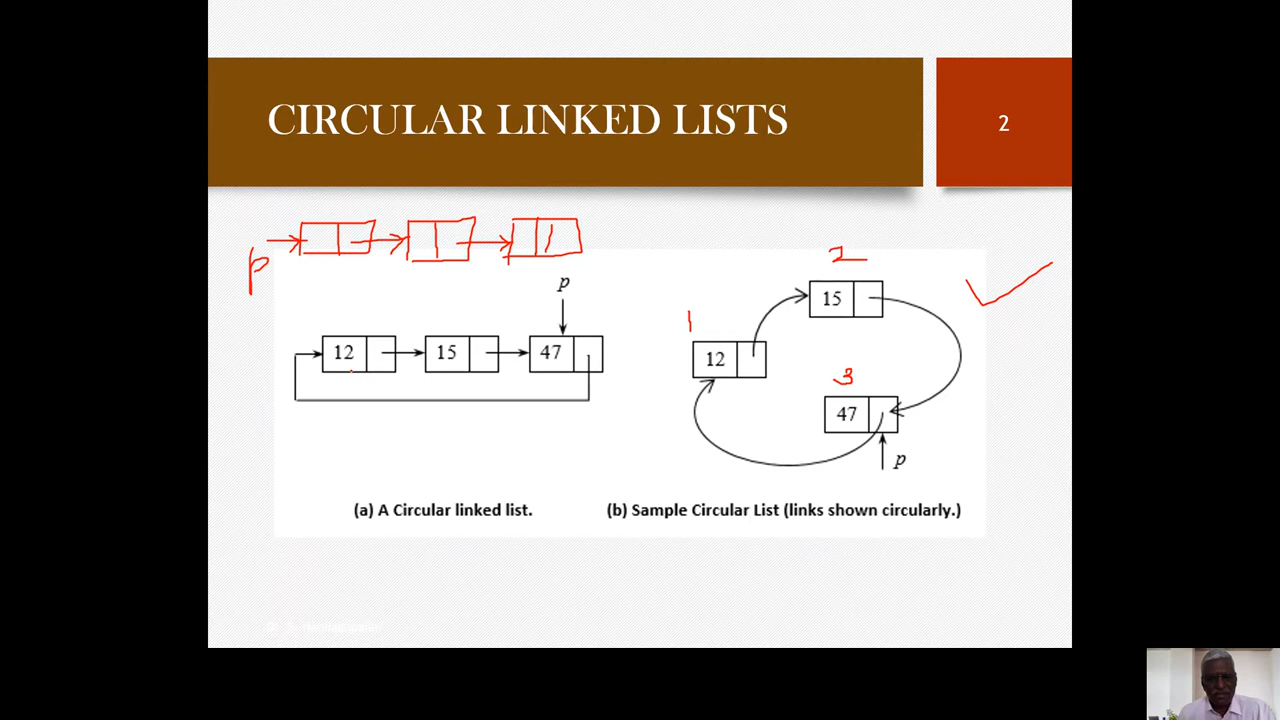 CIRCULAR LINKED LISTS
2
p
p
12 15 47
1
2
3
15
12
47
p
(a) A Circular linked list.
(b) Sample Circular List (links shown circularly.)